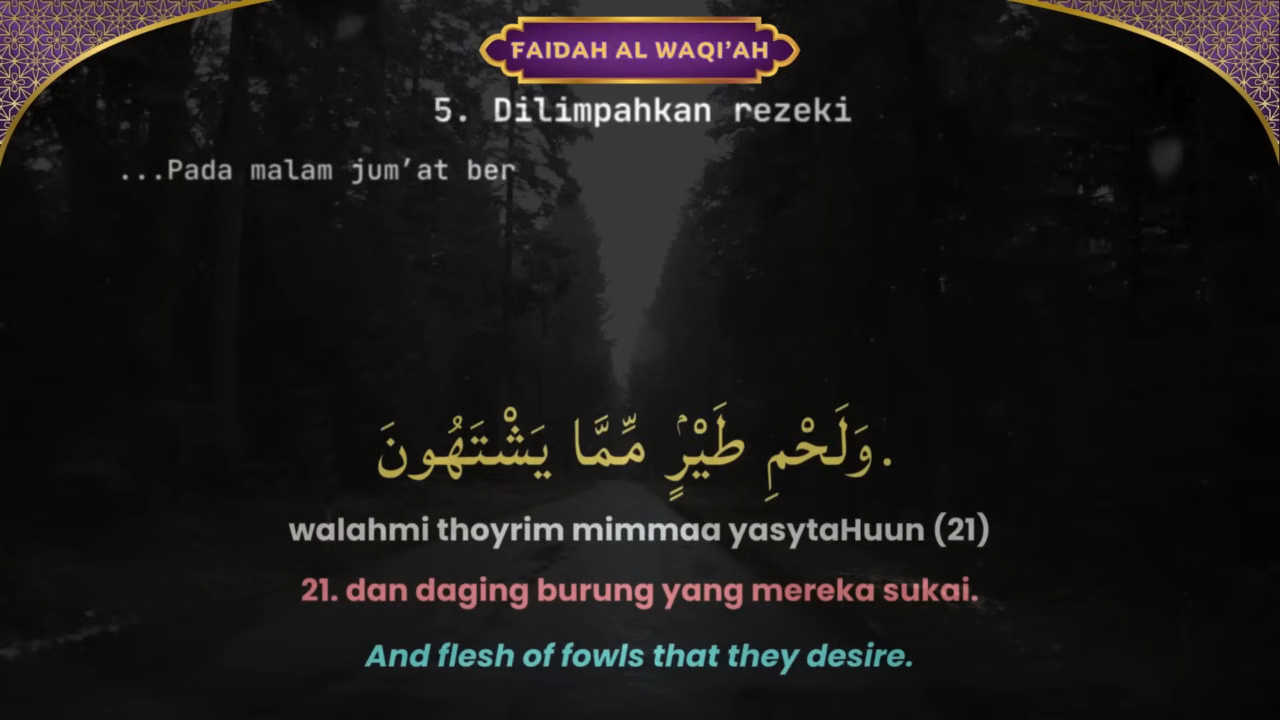 FAIDAH AL WAQI’AH
5. Dilimpahkan rezeki
...Pada malam jum’at ber
وَلَحْمِ طَيْرٍۢ مِّمَّا يَشْتَهُونَ.
walahmi thoyrim mimmaa yasytaHuun (21)
21. dan daging burung yang mereka sukai.
And flesh of fowls that they desire.